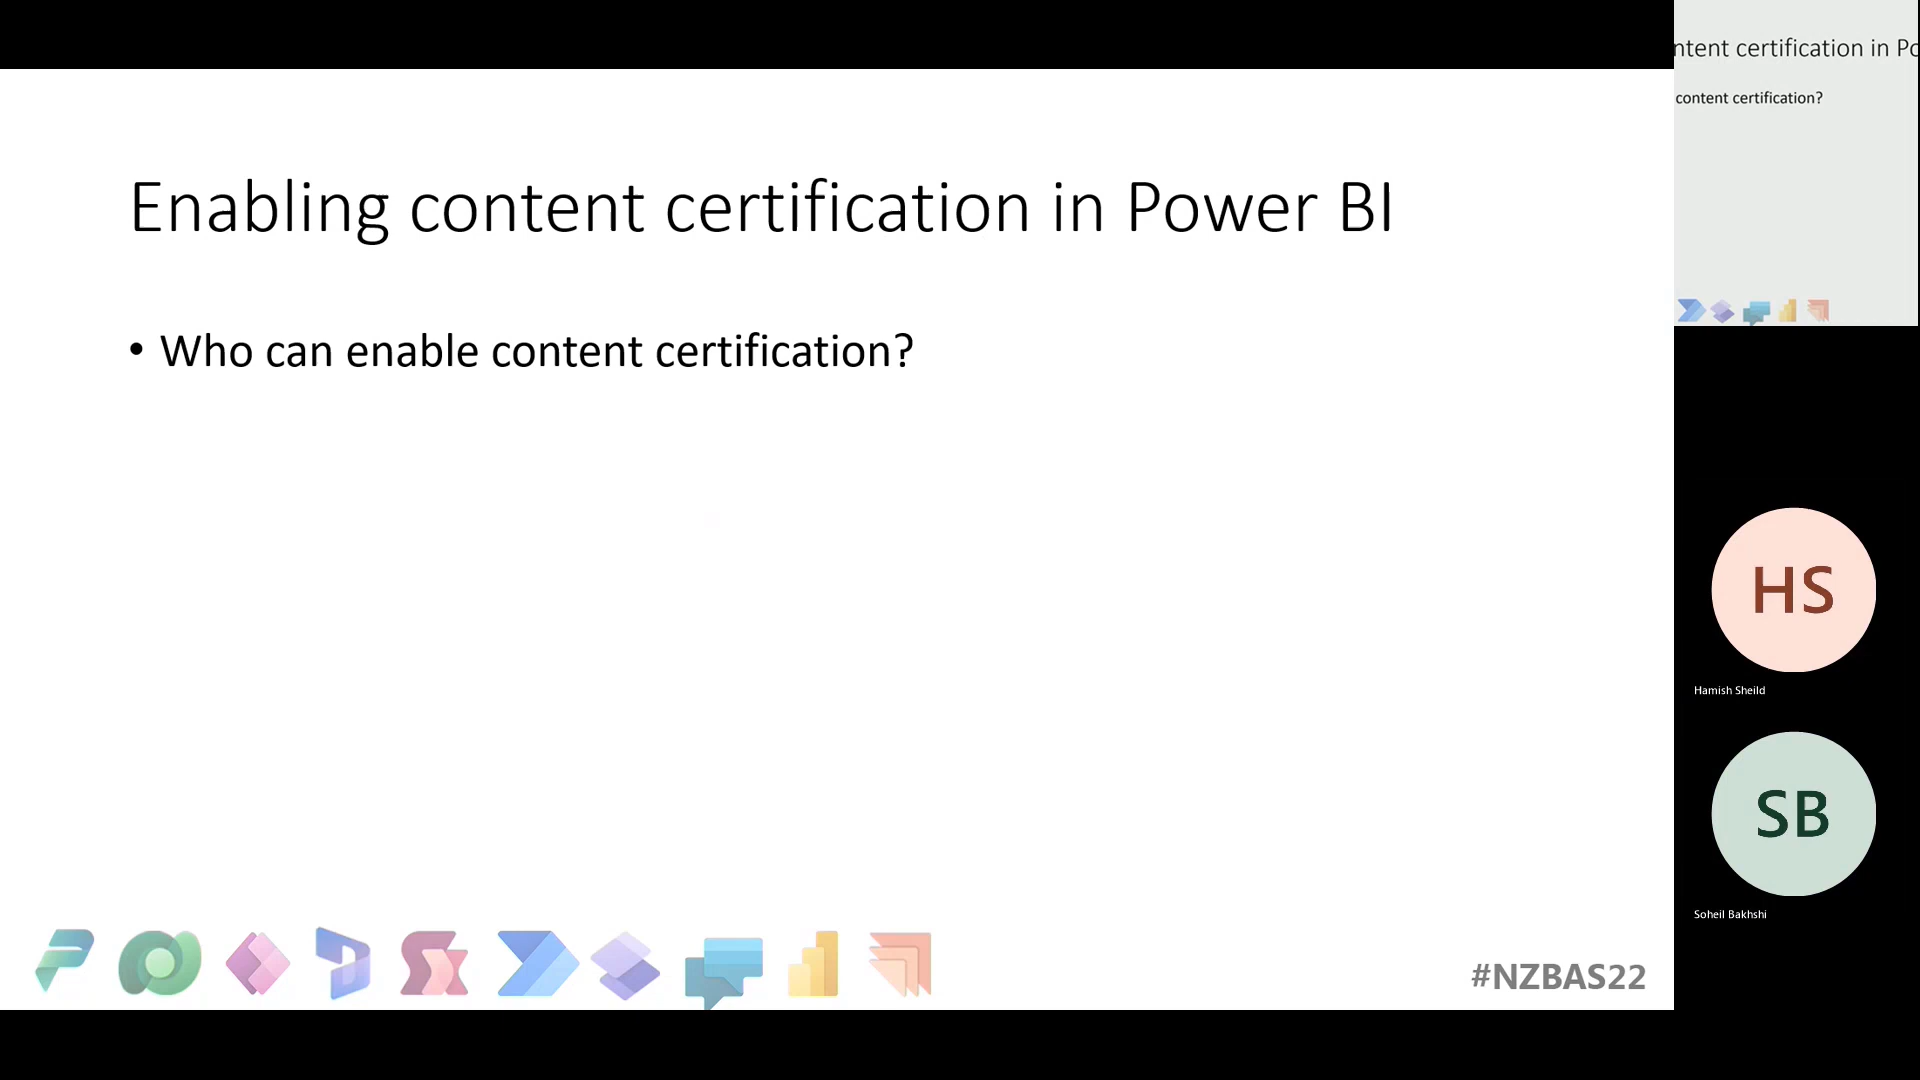 Enabling content certification in Power BI
• Who can enable content certification?
#NZBAS22
ntent certification in Po
content certification?
HS
Hamish Sheild
SB
Soheil Bakhshi